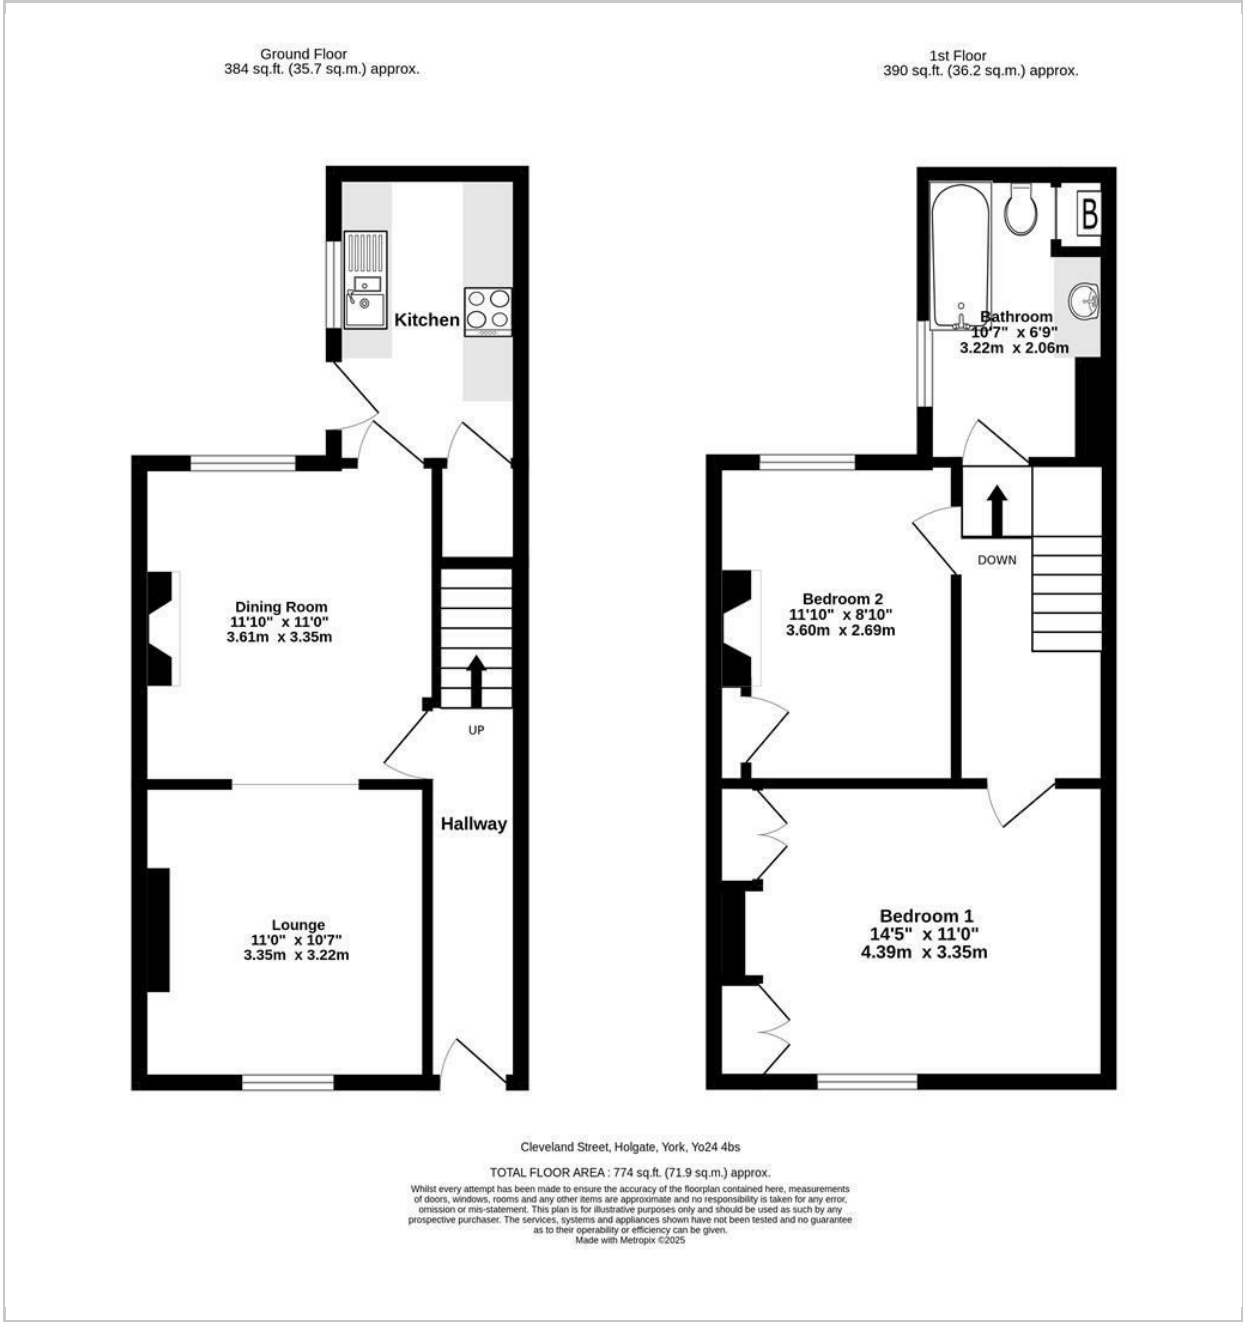 Ground Floor
384 sq.ft. (35.7 sq.m.) approx.
1st Floor
390 sq.ft. (36.2 sq.m.) approx.
Kitchen
Dining Room
11'10" x 11'0"
3.61m x 3.35m
UP
Hallway
Lounge
11'0" x 10'7"
3.35m x 3.22m
B
Bathroom
10'7" x 6'9"
3.22m x 2.06m
DOWN
Bedroom 2
11'10" x 8'10"
3.60m x 2.69m
Bedroom 1
14'5" x 11'0"
4.39m x 3.35m
Cleveland Street, Holgate, York, Yo24 4bs
TOTAL FLOOR AREA : 774 sq.ft. (71.9 sq.m.) approx.
Whilst every attempt has been made to ensure the accuracy of the floorplan contained here, measurements
of doors, windows, rooms and any other items are approximate and no responsibility is taken for any error,
omission or mis-statement. This plan is for illustrative purposes only and should be used as such by any
prospective purchaser. The services, systems and appliances shown have not been tested and no guarantee
as to their operability or efficiency can be given.
Made with Metropix ©2025